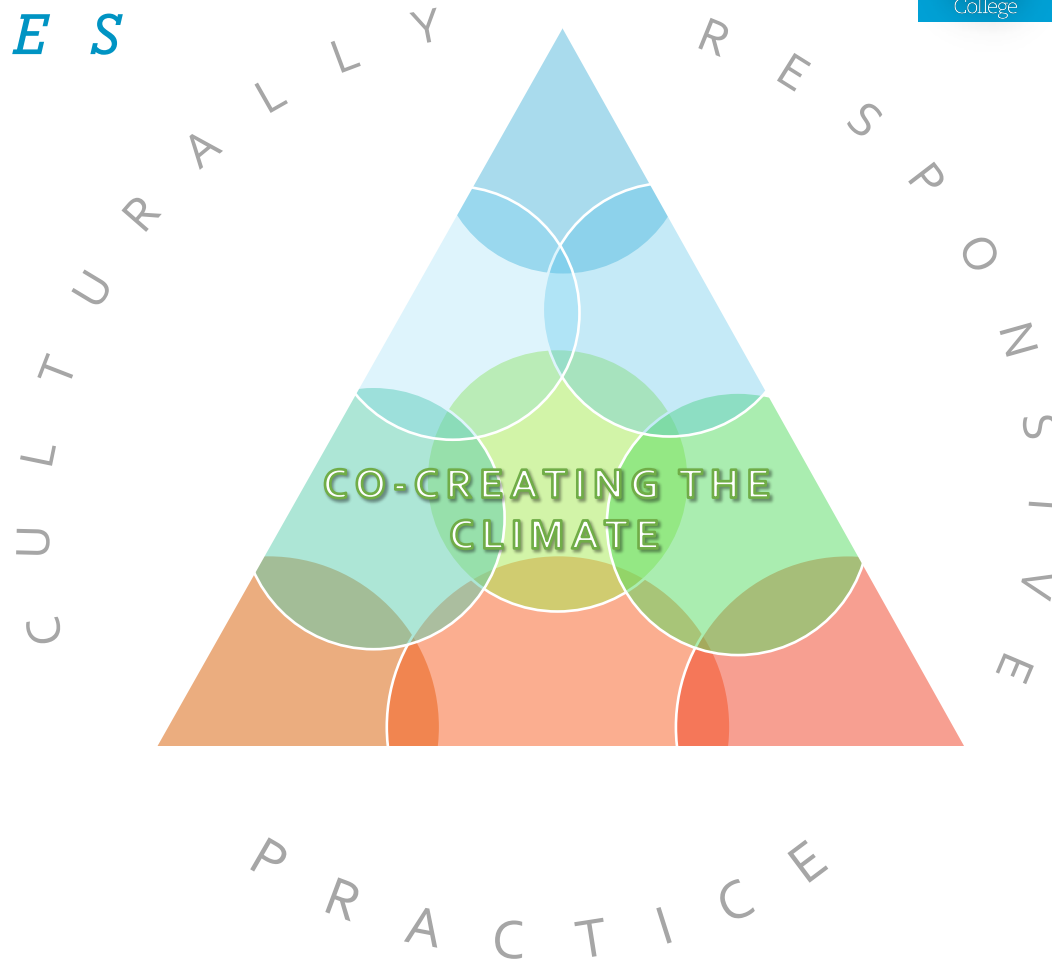 E S
College
CULTURALLY RESPONSIVE
CO-CREATING THE
CLIMATE
PRACTICE